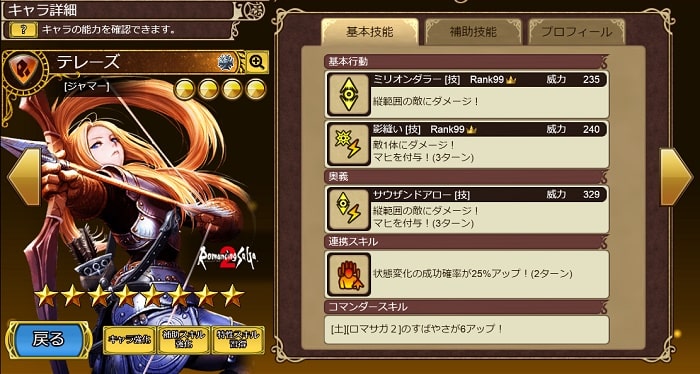 キャラ詳細
? キャラの能力を確認できます。
テレーズ
[ジャマー]
Romancing SaGa
2
戻る
キャラ強化
補助スキル
強化
特性スキル
習得
基本技能
補助技能
プロフィール
基本行動
ミリオンダラー [技] Rank99 威力 235
縦範囲の敵にダメージ！
影縫い [技] Rank99 威力 240
敵1体にダメージ！
マヒを付与！(3ターン)
奥義
サウザンドアロー [技] 威力 329
縦範囲の敵にダメージ！
マヒを付与！(3ターン)
連携スキル
状態変化の成功確率が25%アップ！(2ターン)
コマンダースキル
[土][ロマサガ２]のすばやさが6アップ！